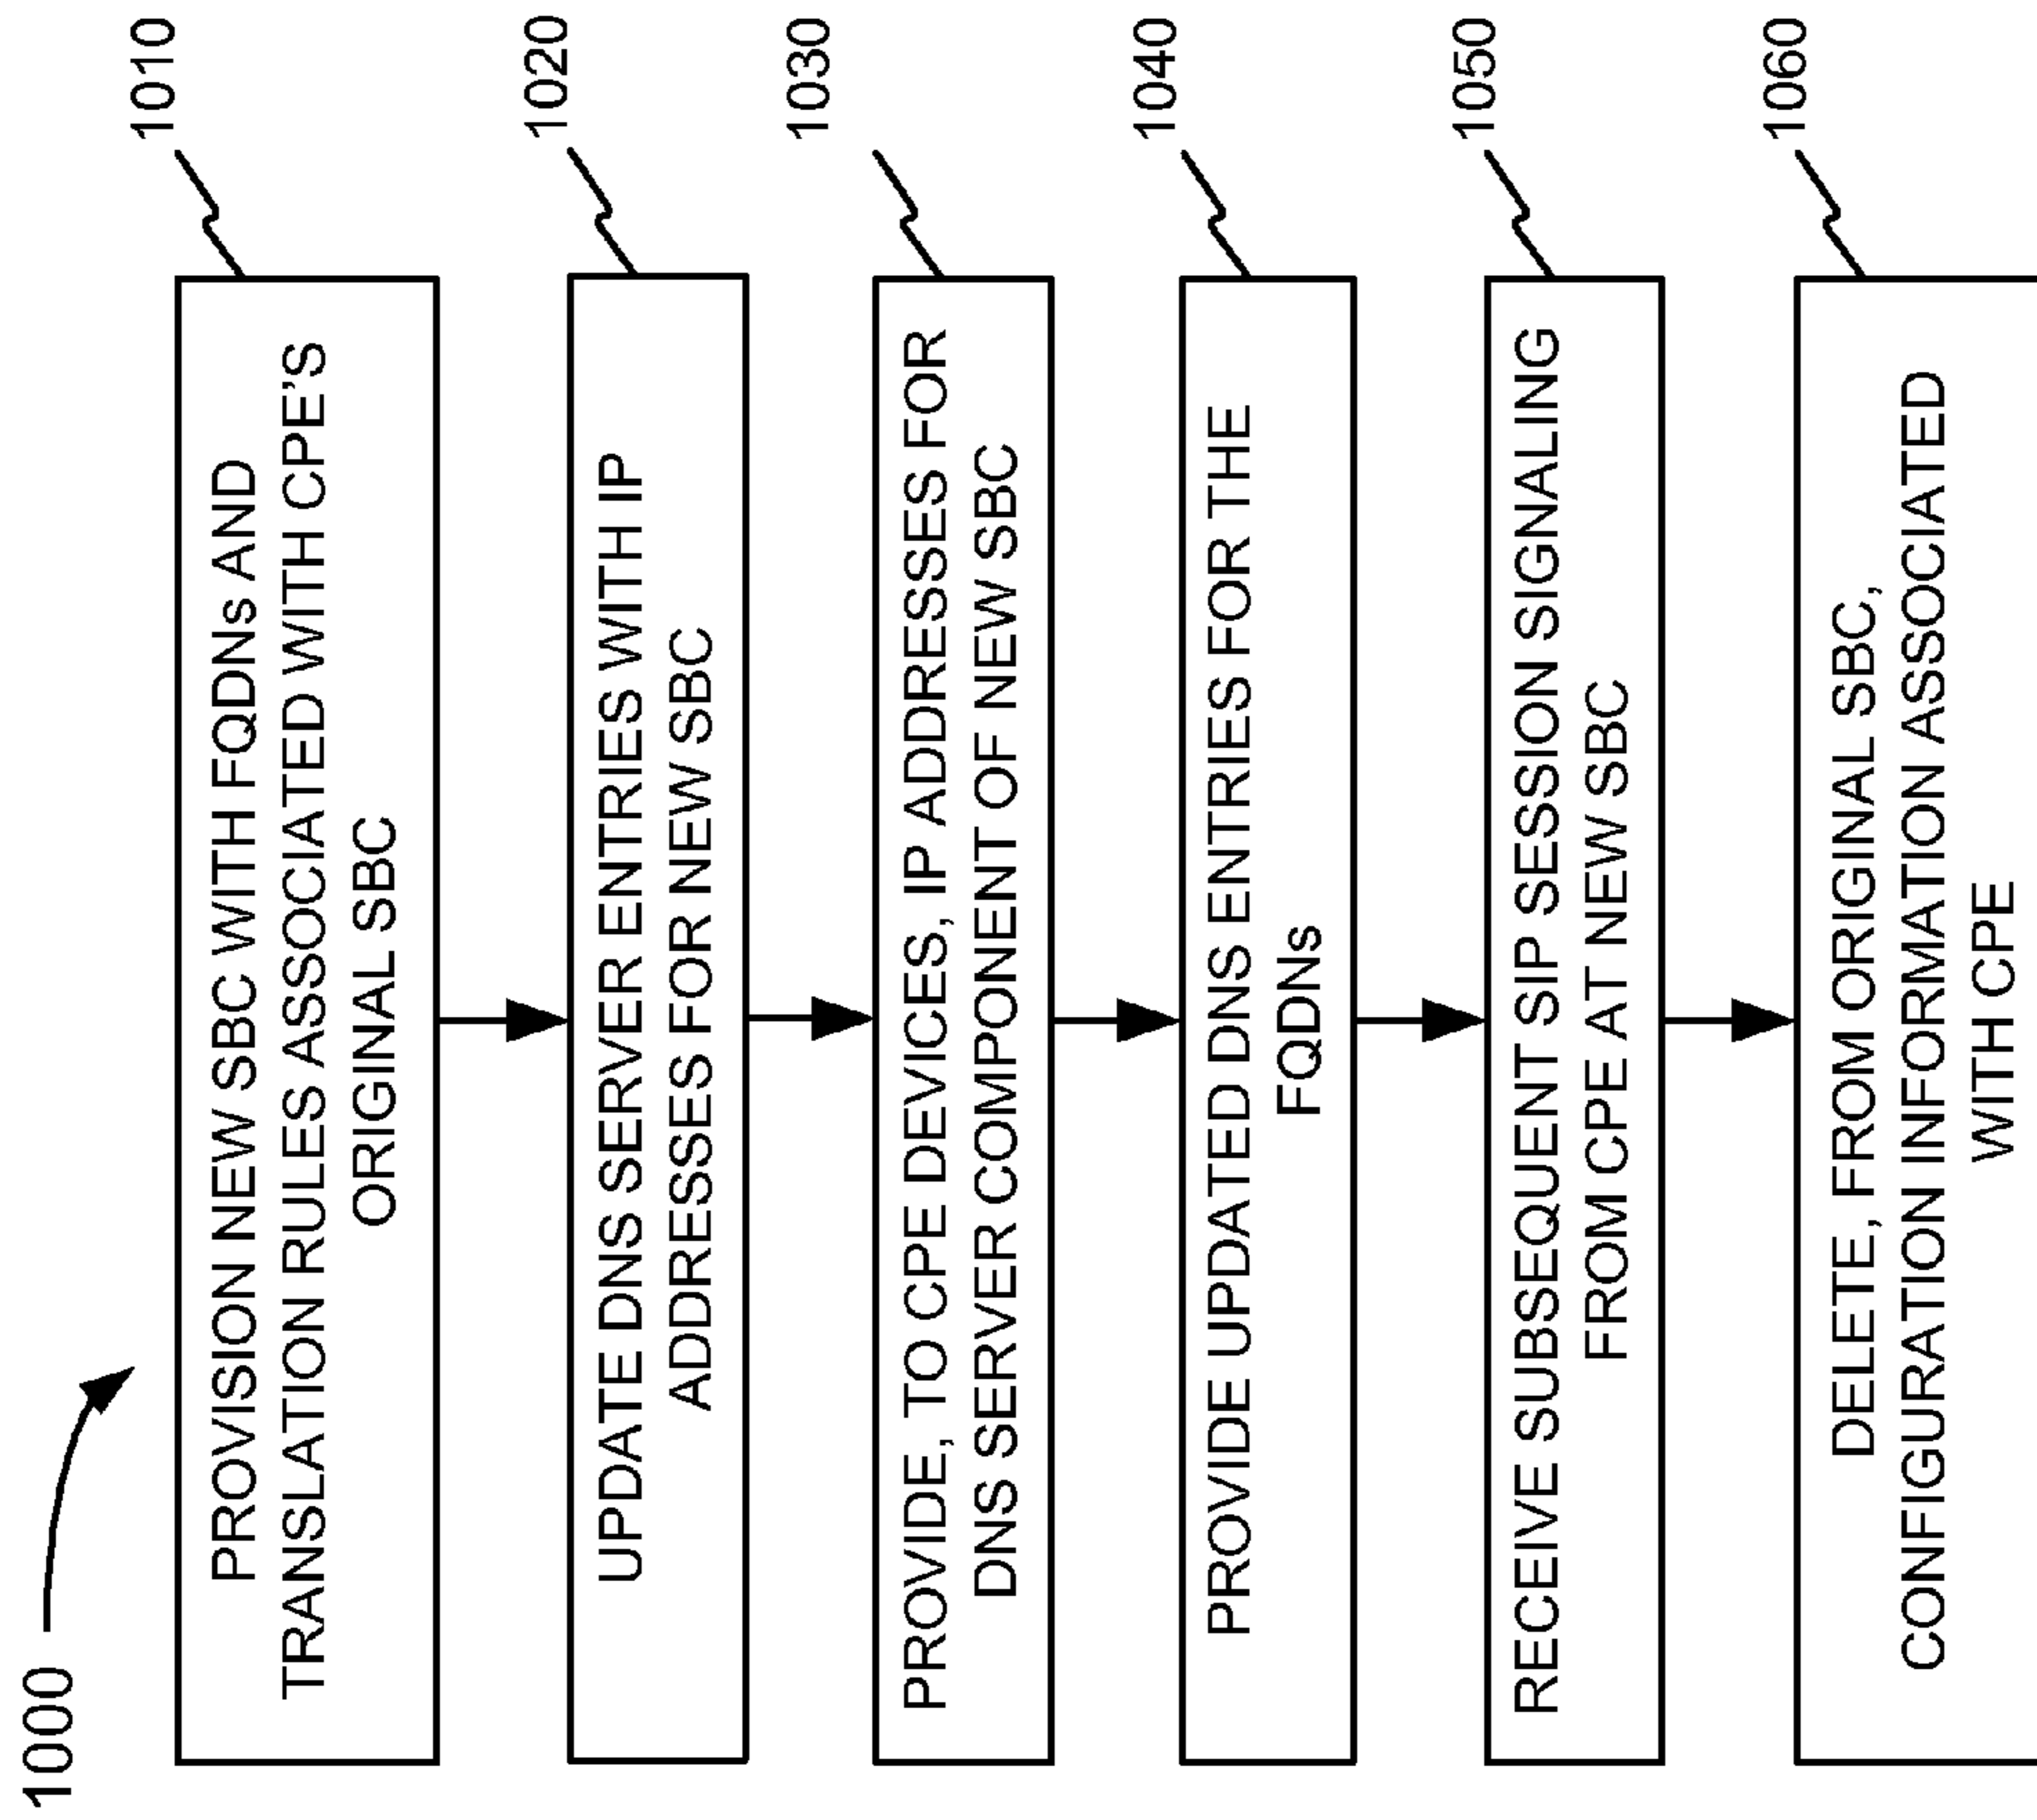 1000
1010
PROVISION NEW SBC WITH FQDNs AND
TRANSLATION RULES ASSOCIATED WITH CPE'S
ORIGINAL SBC
1020
UPDATE DNS SERVER ENTRIES WITH IP
ADDRESSES FOR NEW SBC
1030
PROVIDE, TO CPE DEVICES, IP ADDRESSES FOR
DNS SERVER COMPONENT OF NEW SBC
1040
PROVIDE UPDATED DNS ENTRIES FOR THE
FQDNs
1050
RECEIVE SUBSEQUENT SIP SESSION SIGNALING
FROM CPE AT NEW SBC
1060
DELETE, FROM ORIGINAL SBC,
CONFIGURATION INFORMATION ASSOCIATED
WITH CPE